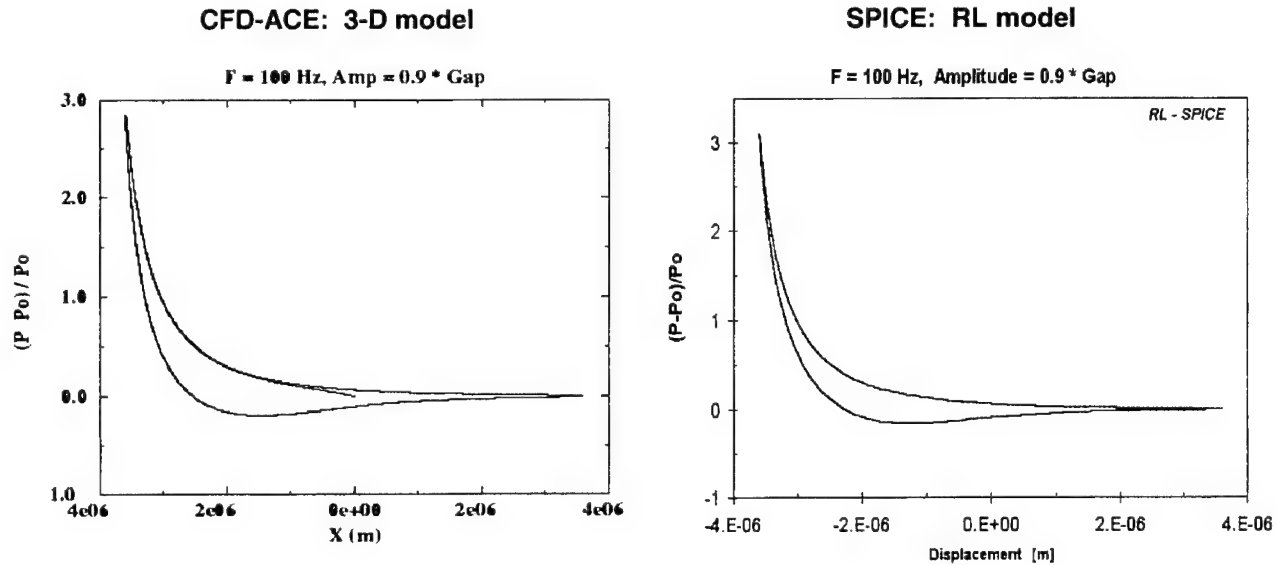 CFD-ACE: 3-D model
F = 100 Hz, Amp = 0.9 * Gap
3.0
2.0
1.0
0.0
1.0
(P Po) / Po
4e06 2e06 0e+00 2e06 4e06
X (m)
SPICE: RL model
F = 100 Hz, Amplitude = 0.9 * Gap
RL - SPICE
3
2
1
0
-1
(P-Po)/Po
-4.E-06 -2.E-06 0.E+00 2.E-06 4.E-06
Displacement [m]